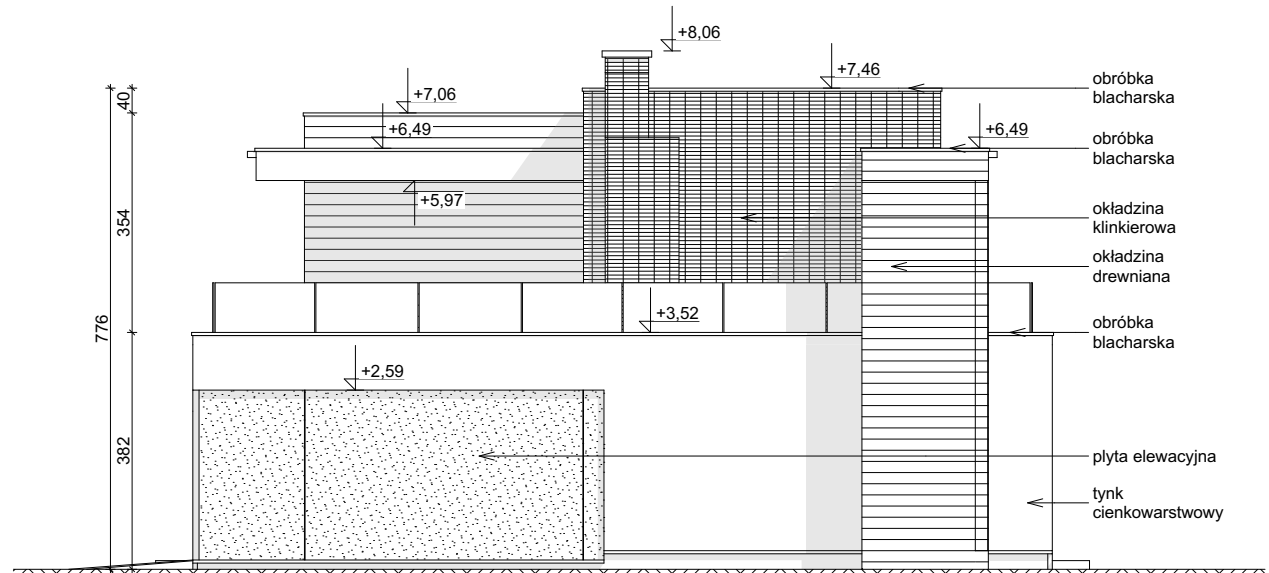 +8,06
+7,46
+7,06
+6,49
+6,49
+5,97
+3,52
+2,59
40
354
776
382
obróbka
blacharska
obróbka
blacharska
okładzina
klinkierowa
okładzina
drewniana
obróbka
blacharska
plyta elewacyjna
tynk
cienkowarstwowy